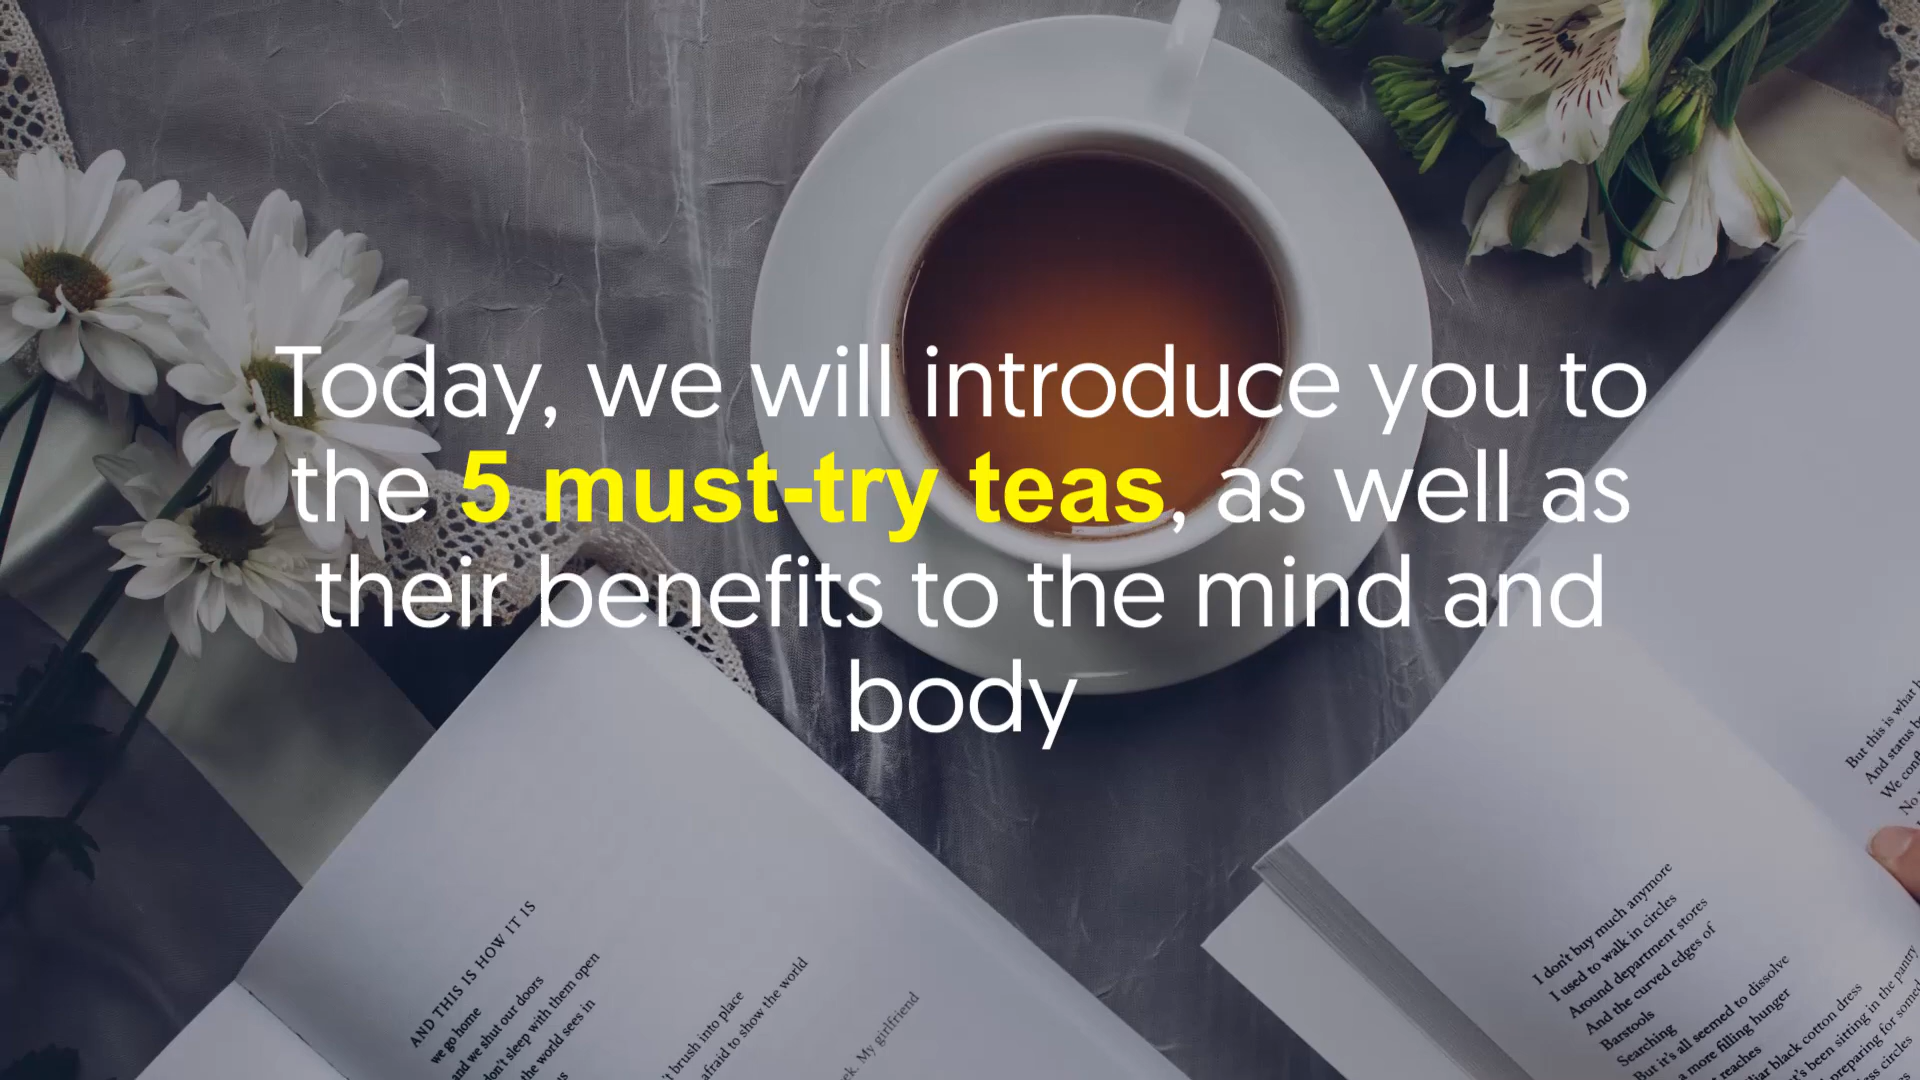 Today, we will introduce you to
the 5 must-try teas, as well as
their benefits to the mind and
body
AND THIS IS HOW IT IS
we go home
and we shut our doors
don't sleep with them open
the world sees in
brush into place
afraid to show the world
My girlfriend
But this is what
And status
We
No
I don't buy much anymore
I used to walk in circles
Around department stores
And the curved edges of
Barstools
Searching
But it's all seemed to dissolve
a more filling hunger
reaches
black cotton dress
been sitting in the pantry
preparing for
circles